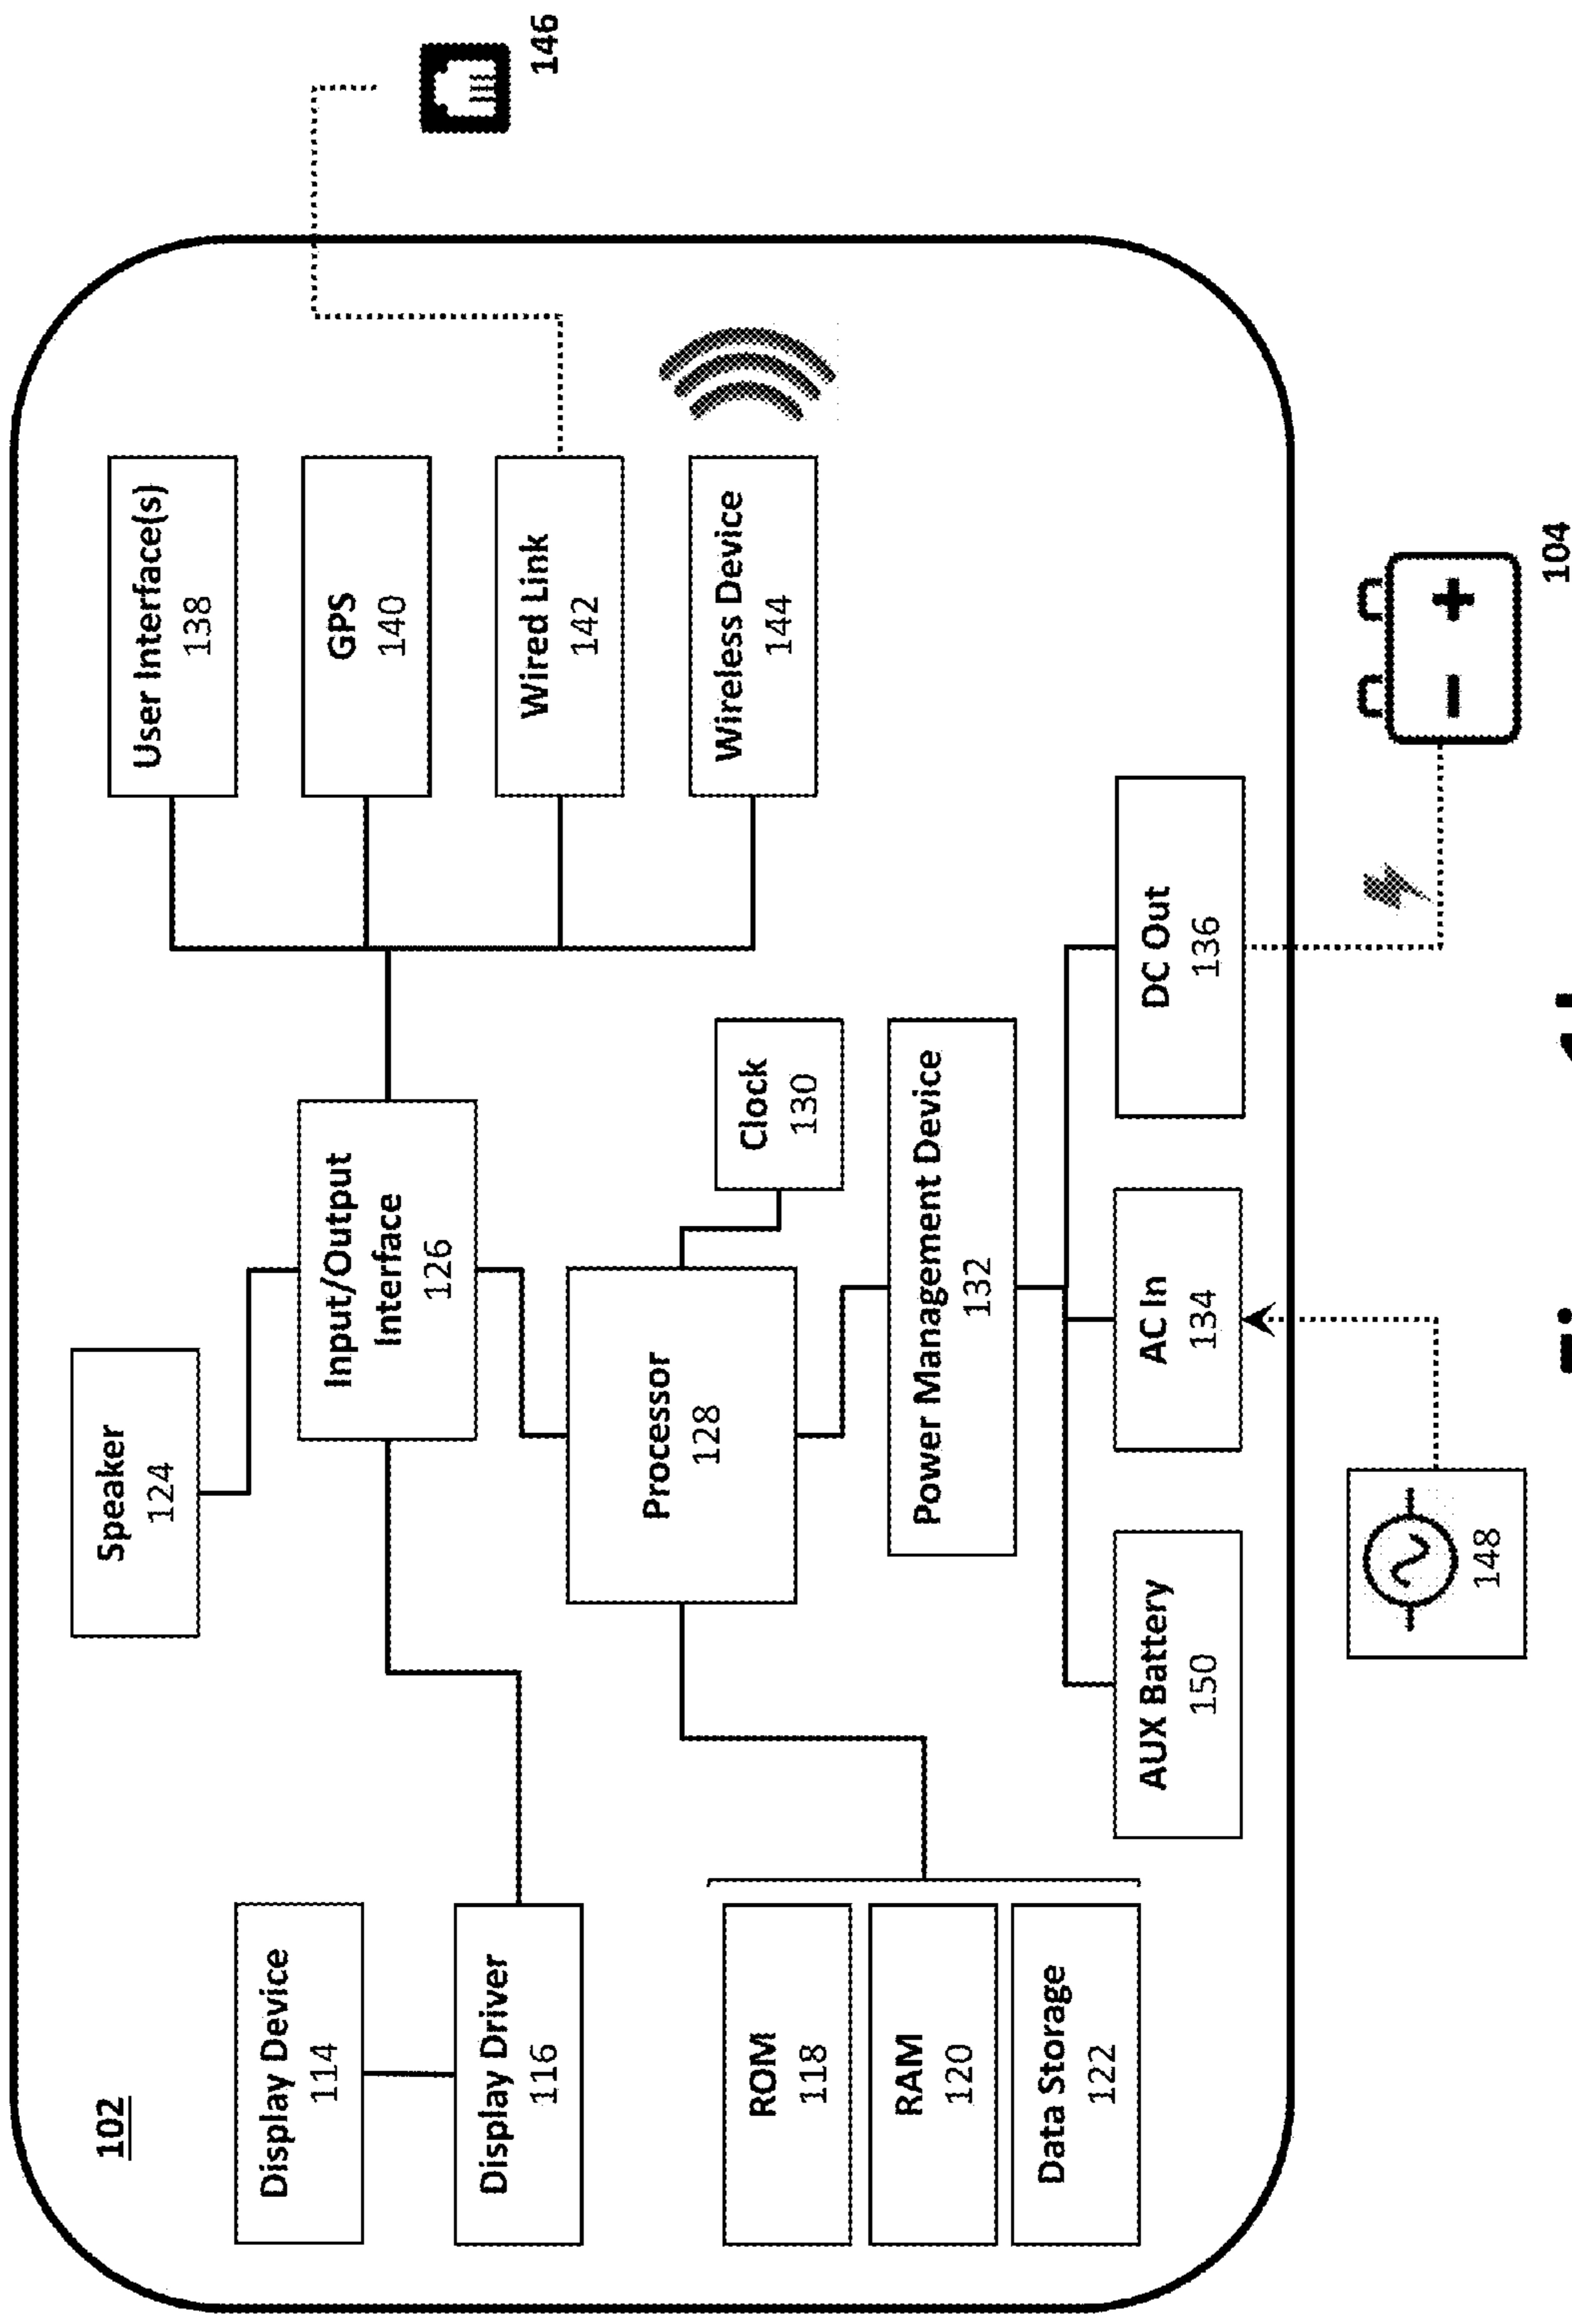 102
Display Device
114
Display Driver
116
ROM
118
RAM
120
Data Storage
122
Speaker
124
Input/Output
Interface
126
Processor
128
Clock
130
Power Management Device
132
AUX Battery
150
AC In
134
DC Out
136
User Interface(s)
138
GPS
140
Wired Link
142
Wireless Device
144
146
148
104